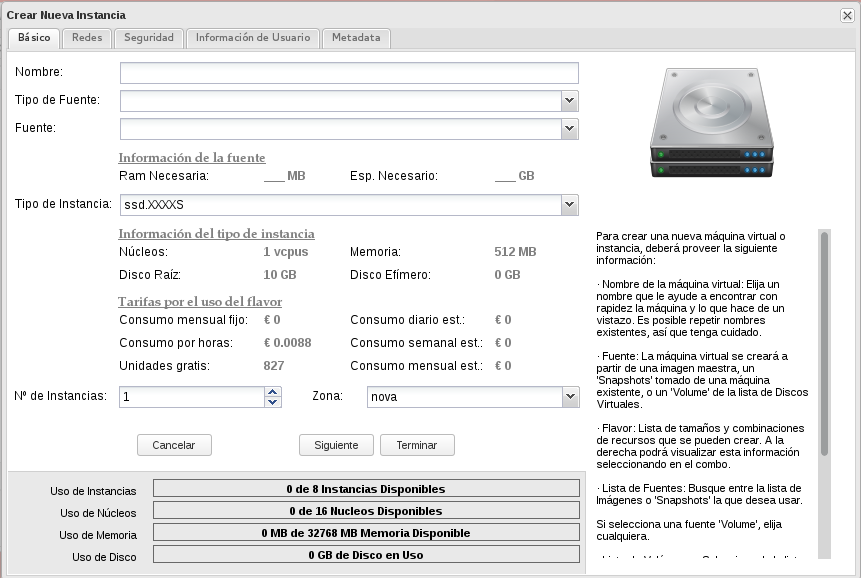 Crear Nueva Instancia
Básico Redes Seguridad Información de Usuario Metadata
Nombre:
Tipo de Fuente:
Fuente:
Información de la fuente
Ram Necesaria: ___ MB Esp. Necesario: ___ GB
Tipo de Instancia: ssd.XXXXS
Información del tipo de instancia
Núcleos: 1 vcpus Memoria: 512 MB
Disco Raíz: 10 GB Disco Efímero: 0 GB
Tarifas por el uso del flavor
Consumo mensual fijo: € 0 Consumo diario est.: € 0
Consumo por horas: € 0.0088 Consumo semanal est.: € 0
Unidades gratis: 827 Consumo mensual est.: € 0
Nº de Instancias: 1 Zona: nova
Cancelar Siguiente Terminar
Uso de Instancias 0 de 8 Instancias Disponibles
Uso de Núcleos 0 de 16 Nucleos Disponibles
Uso de Memoria 0 MB de 32768 MB Memoria Disponible
Uso de Disco 0 GB de Disco en Uso
Para crear una nueva máquina virtual o
instancia, deberá proveer la siguiente
información:
· Nombre de la máquina virtual: Elija un
nombre que le ayude a encontrar con
rapidez la máquina y lo que hace de un
vistazo. Es posible repetir nombres
existentes, así que tenga cuidado.
· Fuente: La máquina virtual se creará a
partir de una imagen maestra, un
'Snapshots' tomado de una máquina
existente, o un 'Volume' de la lista de Discos
Virtuales.
· Flavor: Lista de tamaños y combinaciones
de recursos que se pueden crear. A la
derecha podrá visualizar esta información
seleccionando en el combo.
· Lista de Fuentes: Busque entre la lista de
Imágenes o 'Snapshots' la que desea usar.
Si selecciona una fuente 'Volume', elija
cualquiera.